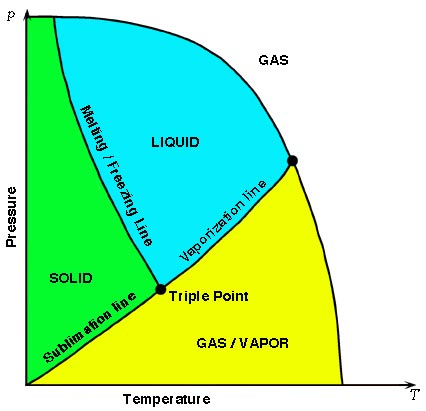 p
GAS
Melting / Freezing Line
LIQUID
Vaporization line
Pressure
SOLID
Triple Point
Sublimation line
GAS / VAPOR
Temperature
T